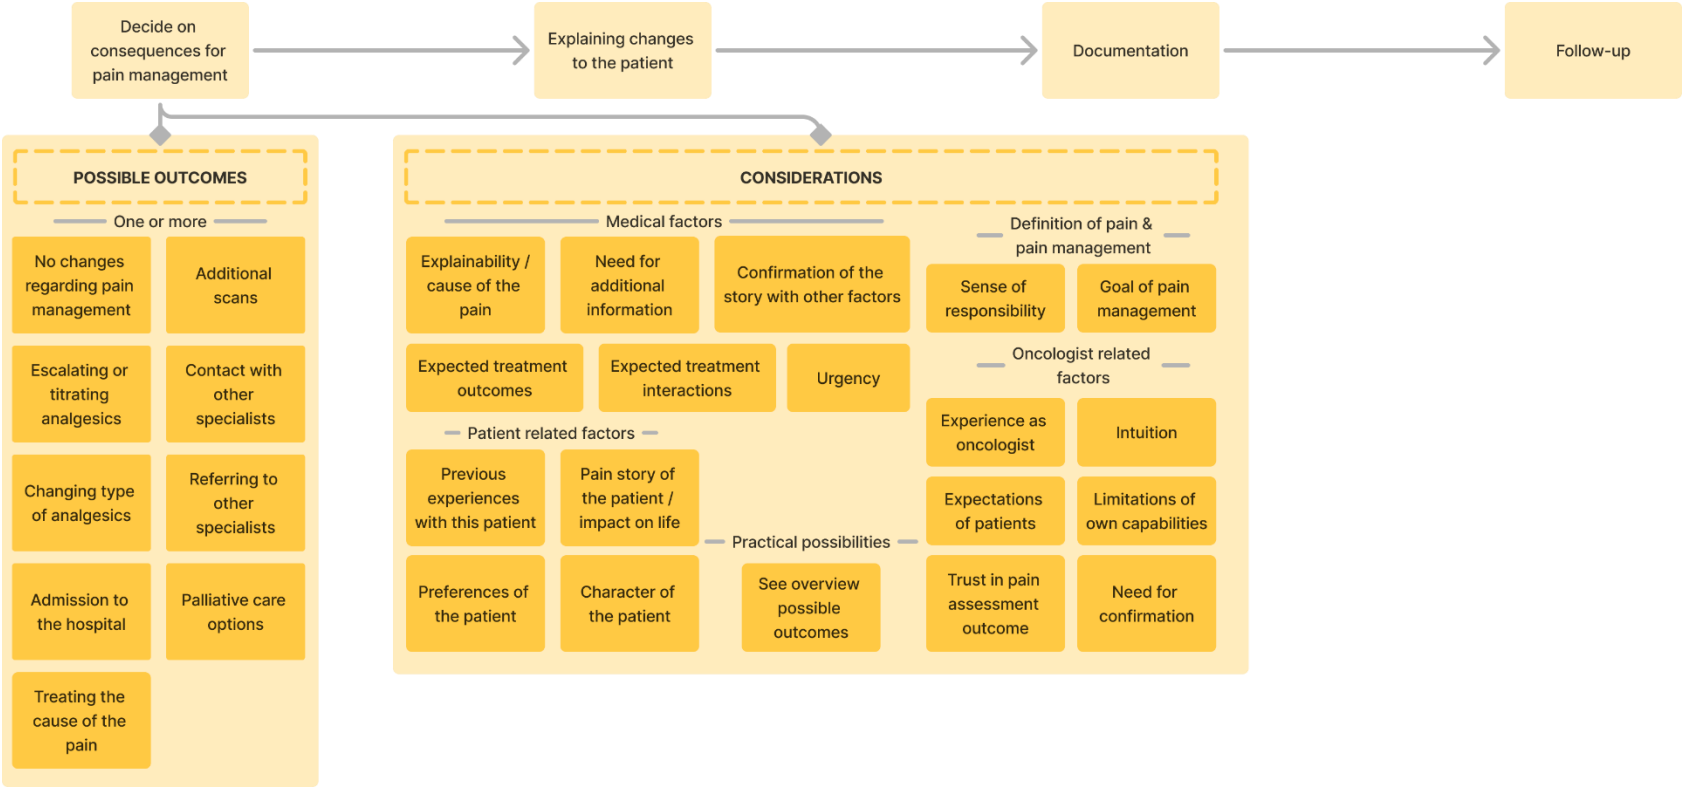 Decide on
consequences for
pain management
Explaining changes
to the patient
Documentation
Follow-up
POSSIBLE OUTCOMES
One or more
No changes
regarding pain
management
Additional
scans
Escalating or
titrating
analgesics
Contact with
other
specialists
Changing type
of analgesics
Referring to
other
specialists
Admission to
the hospital
Palliative care
options
Treating the
cause of the
pain
CONSIDERATIONS
Medical factors
Explainability /
cause of the
pain
Need for
additional
information
Confirmation of the
story with other factors
Expected treatment
outcomes
Expected treatment
interactions
Urgency
Patient related factors
Previous
experiences
with this patient
Pain story of
the patient /
impact on life
Preferences of
the patient
Character of
the patient
Practical possibilities
See overview
possible
outcomes
Definition of pain &
pain management
Sense of
responsibility
Goal of pain
management
Oncologist related
factors
Experience as
oncologist
Intuition
Expectations
of patients
Limitations of
own capabilities
Trust in pain
assessment
outcome
Need for
confirmation